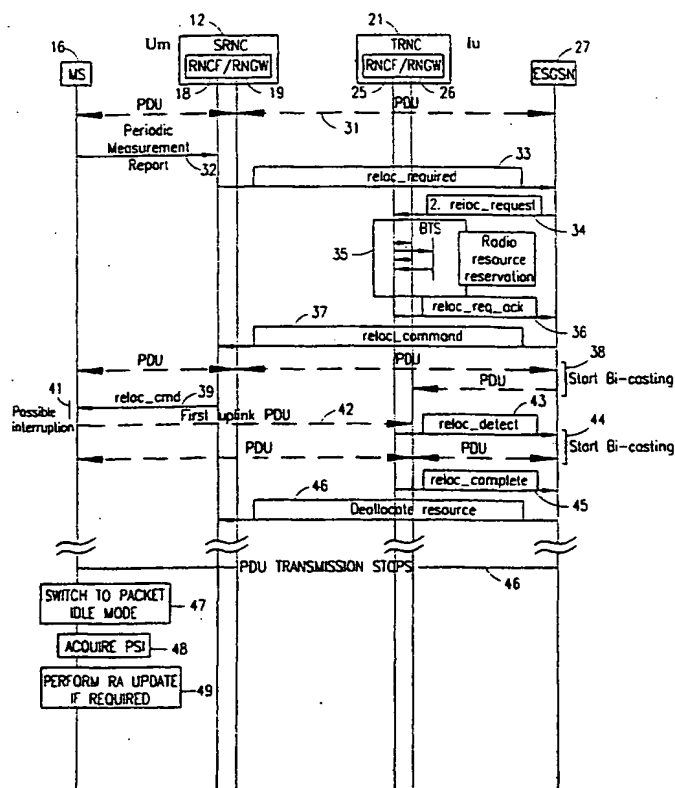 12
21
Um
SRNC
TRNC
Iu
27
16
MS
RNCF/RNGW
RNCF/RNGW
ESGSN
18
19
25
26
PDU
PDU
31
Periodic
Measurement
Report
32
33
reloc_required
2. reloc_request
34
35
BTS
Radio
resource
reservation
reloc_req_ack
36
37
reloc_command
PDU
PDU
38
PDU
Start Bi-casting
41
Possible
interruption
reloc_cmd
39
First uplink PDU
42
43
reloc_detect
44
PDU
PDU
Start Bi-casting
reloc_complete
45
46
Deallocate resource
PDU TRANSMISSION STOPS
46
SWITCH TO PACKET
IDLE MODE
47
ACQUIRE PSI
48
PERFORM RA UPDATE
IF REQUIRED
49